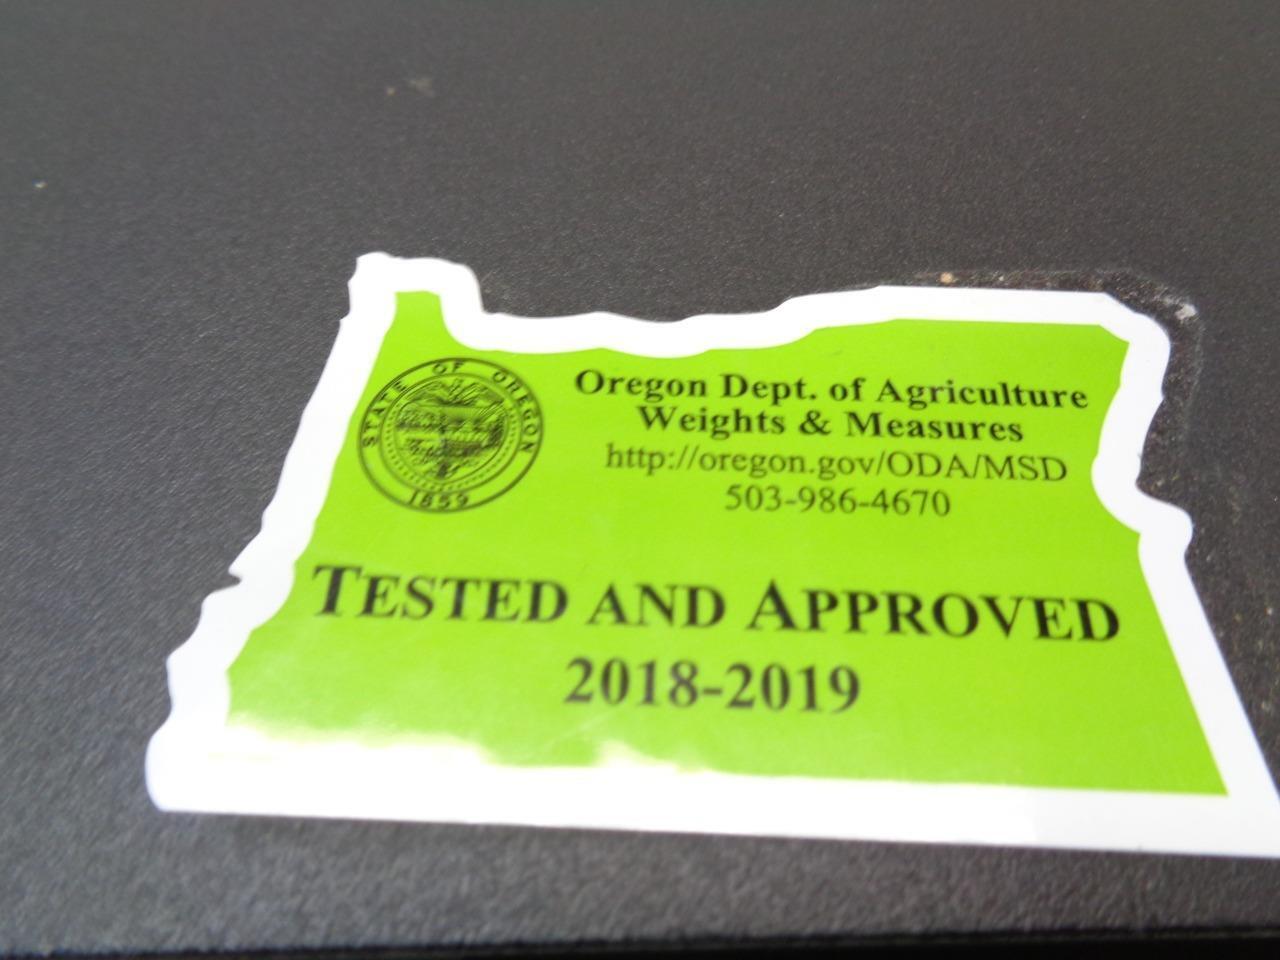 STATE OF OREGON
1859
Oregon Dept. of Agriculture
Weights & Measures
http://oregon.gov/ODA/MSD
503-986-4670
TESTED AND APPROVED
2018-2019